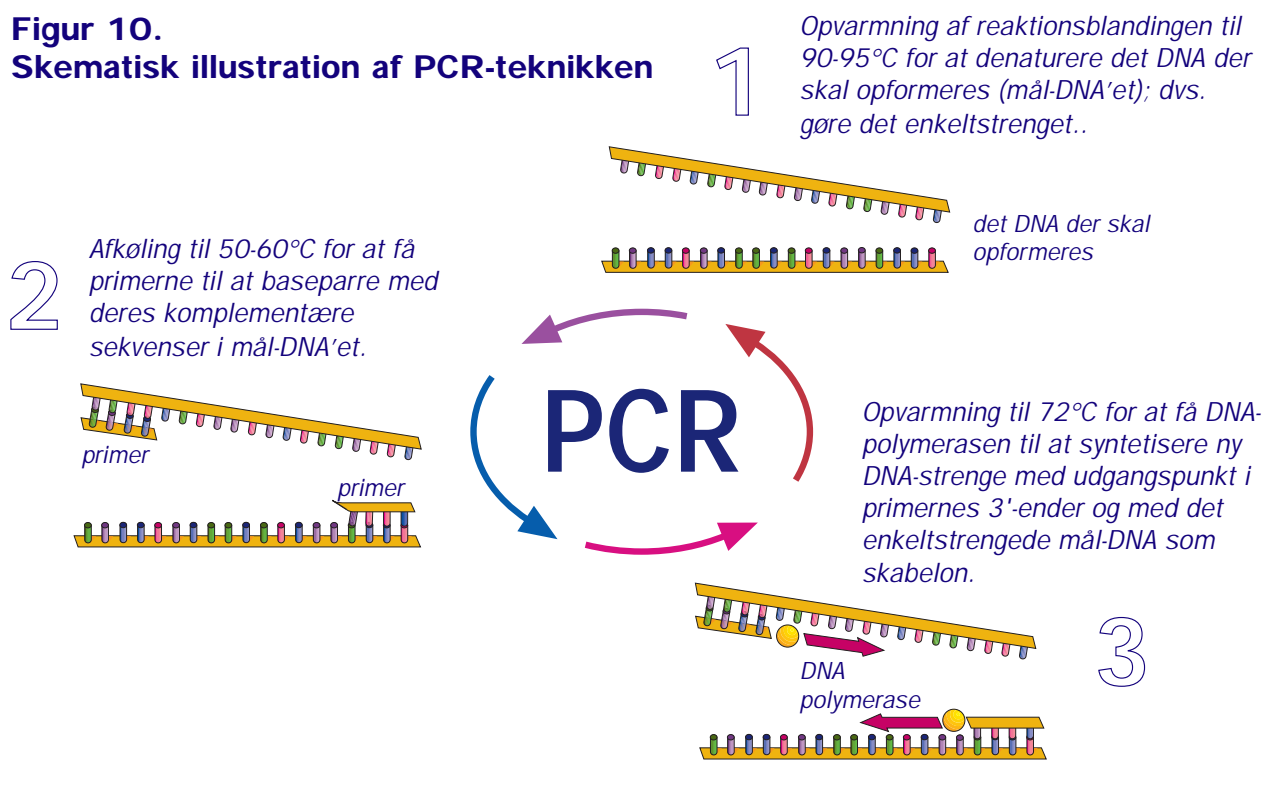 Figur 10.
Skematisk illustration af PCR-teknikken
1
Opvarmning af reaktionsblandingen til
90-95°C for at denaturere det DNA der
skal opformeres (mål-DNA’et); dvs.
gøre det enkeltstrenget..
det DNA der skal
opformeres
2
Afkøling til 50-60°C for at få
primerne til at baseparre med
deres komplementære
sekvenser i mål-DNA’et.
primer
primer
PCR
Opvarmning til 72°C for at få DNA-
polymerasen til at syntetisere ny
DNA-strenge med udgangspunkt i
primernes 3'-ender og med det
enkeltstrengede mål-DNA som
skabelon.
3
DNA
polymerase